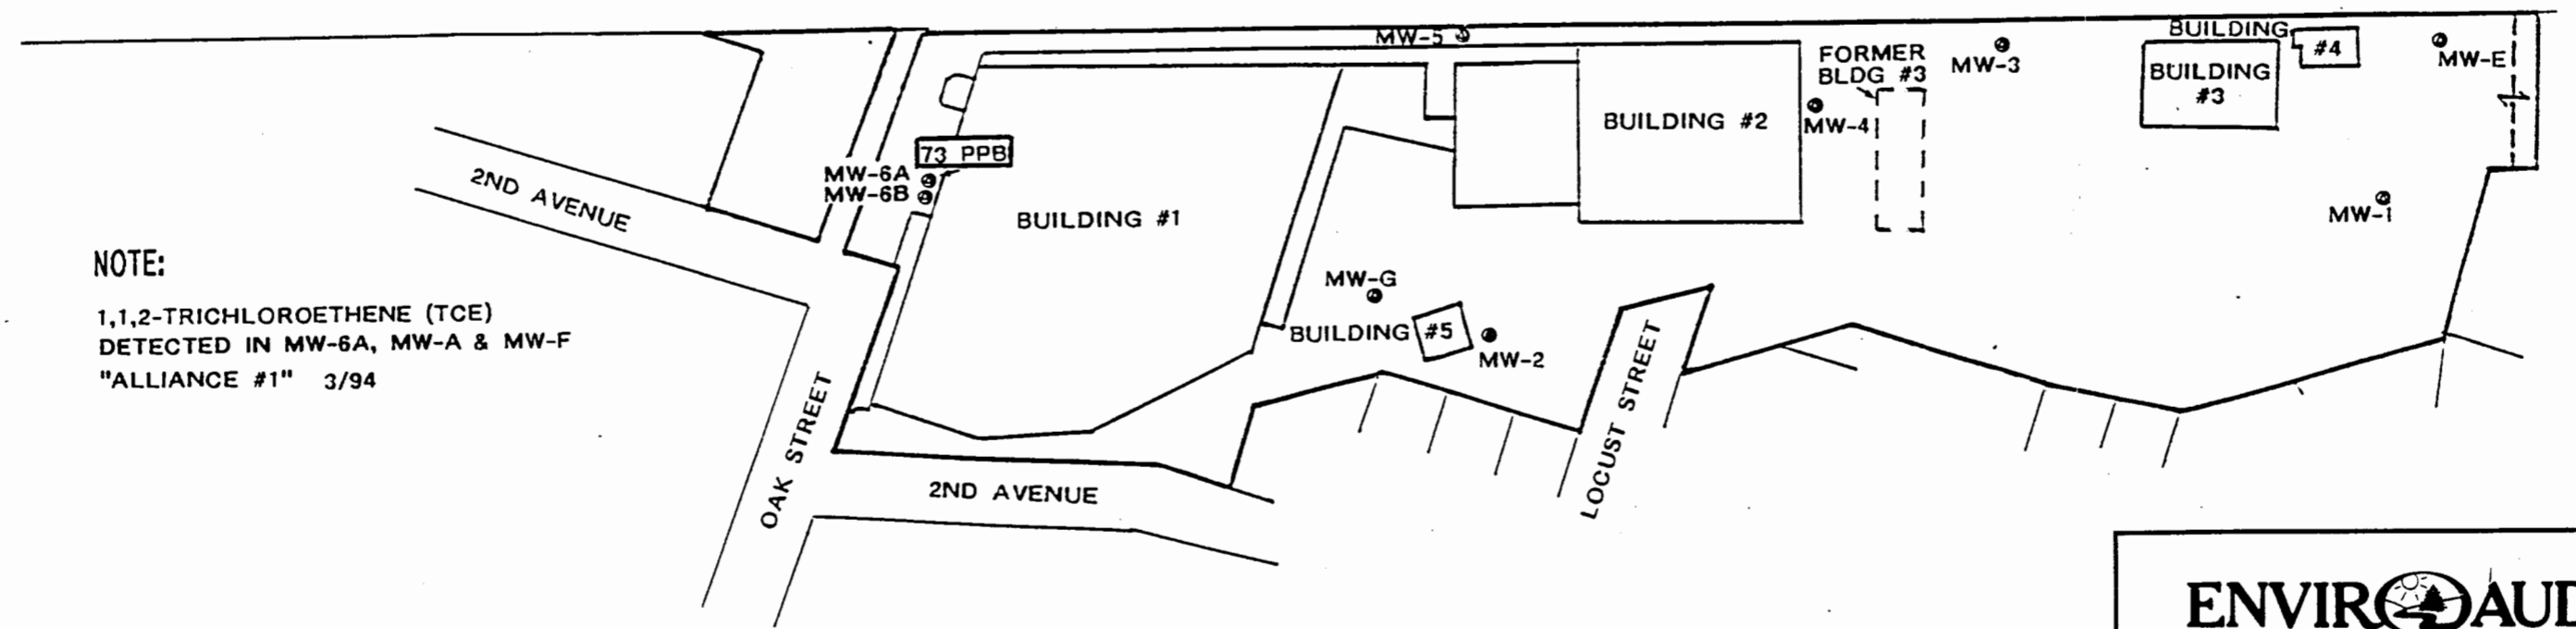 MW-5
BUILDING
#4
MW-E
FORMER
BLDG #3
MW-3
BUILDING
#3
BUILDING #2
MW-4
73 PPB
MW-6A
MW-6B
2ND AVENUE
BUILDING #1
MW-1
NOTE:
1,1,2-TRICHLOROETHENE (TCE)
DETECTED IN MW-6A, MW-A & MW-F
"ALLIANCE #1" 3/94
MW-G
BUILDING #5
MW-2
OAK STREET
LOCUST STREET
2ND AVENUE